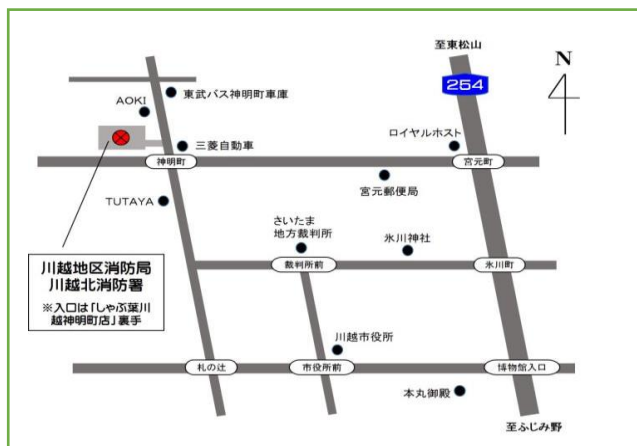 至東松山
N
254
東武バス神明町車庫
AOKI
三菱自動車
ロイヤルホスト
神明町
宮元町
宮元郵便局
TUTAYA
さいたま
地方裁判所
氷川神社
川越地区消防局
川越北消防署
※入口は「しゃぶ葉川
越神明町店」裏手
裁判所前
氷川町
川越市役所
札の辻
市役所前
博物館入口
本丸御殿
至ふじみ野